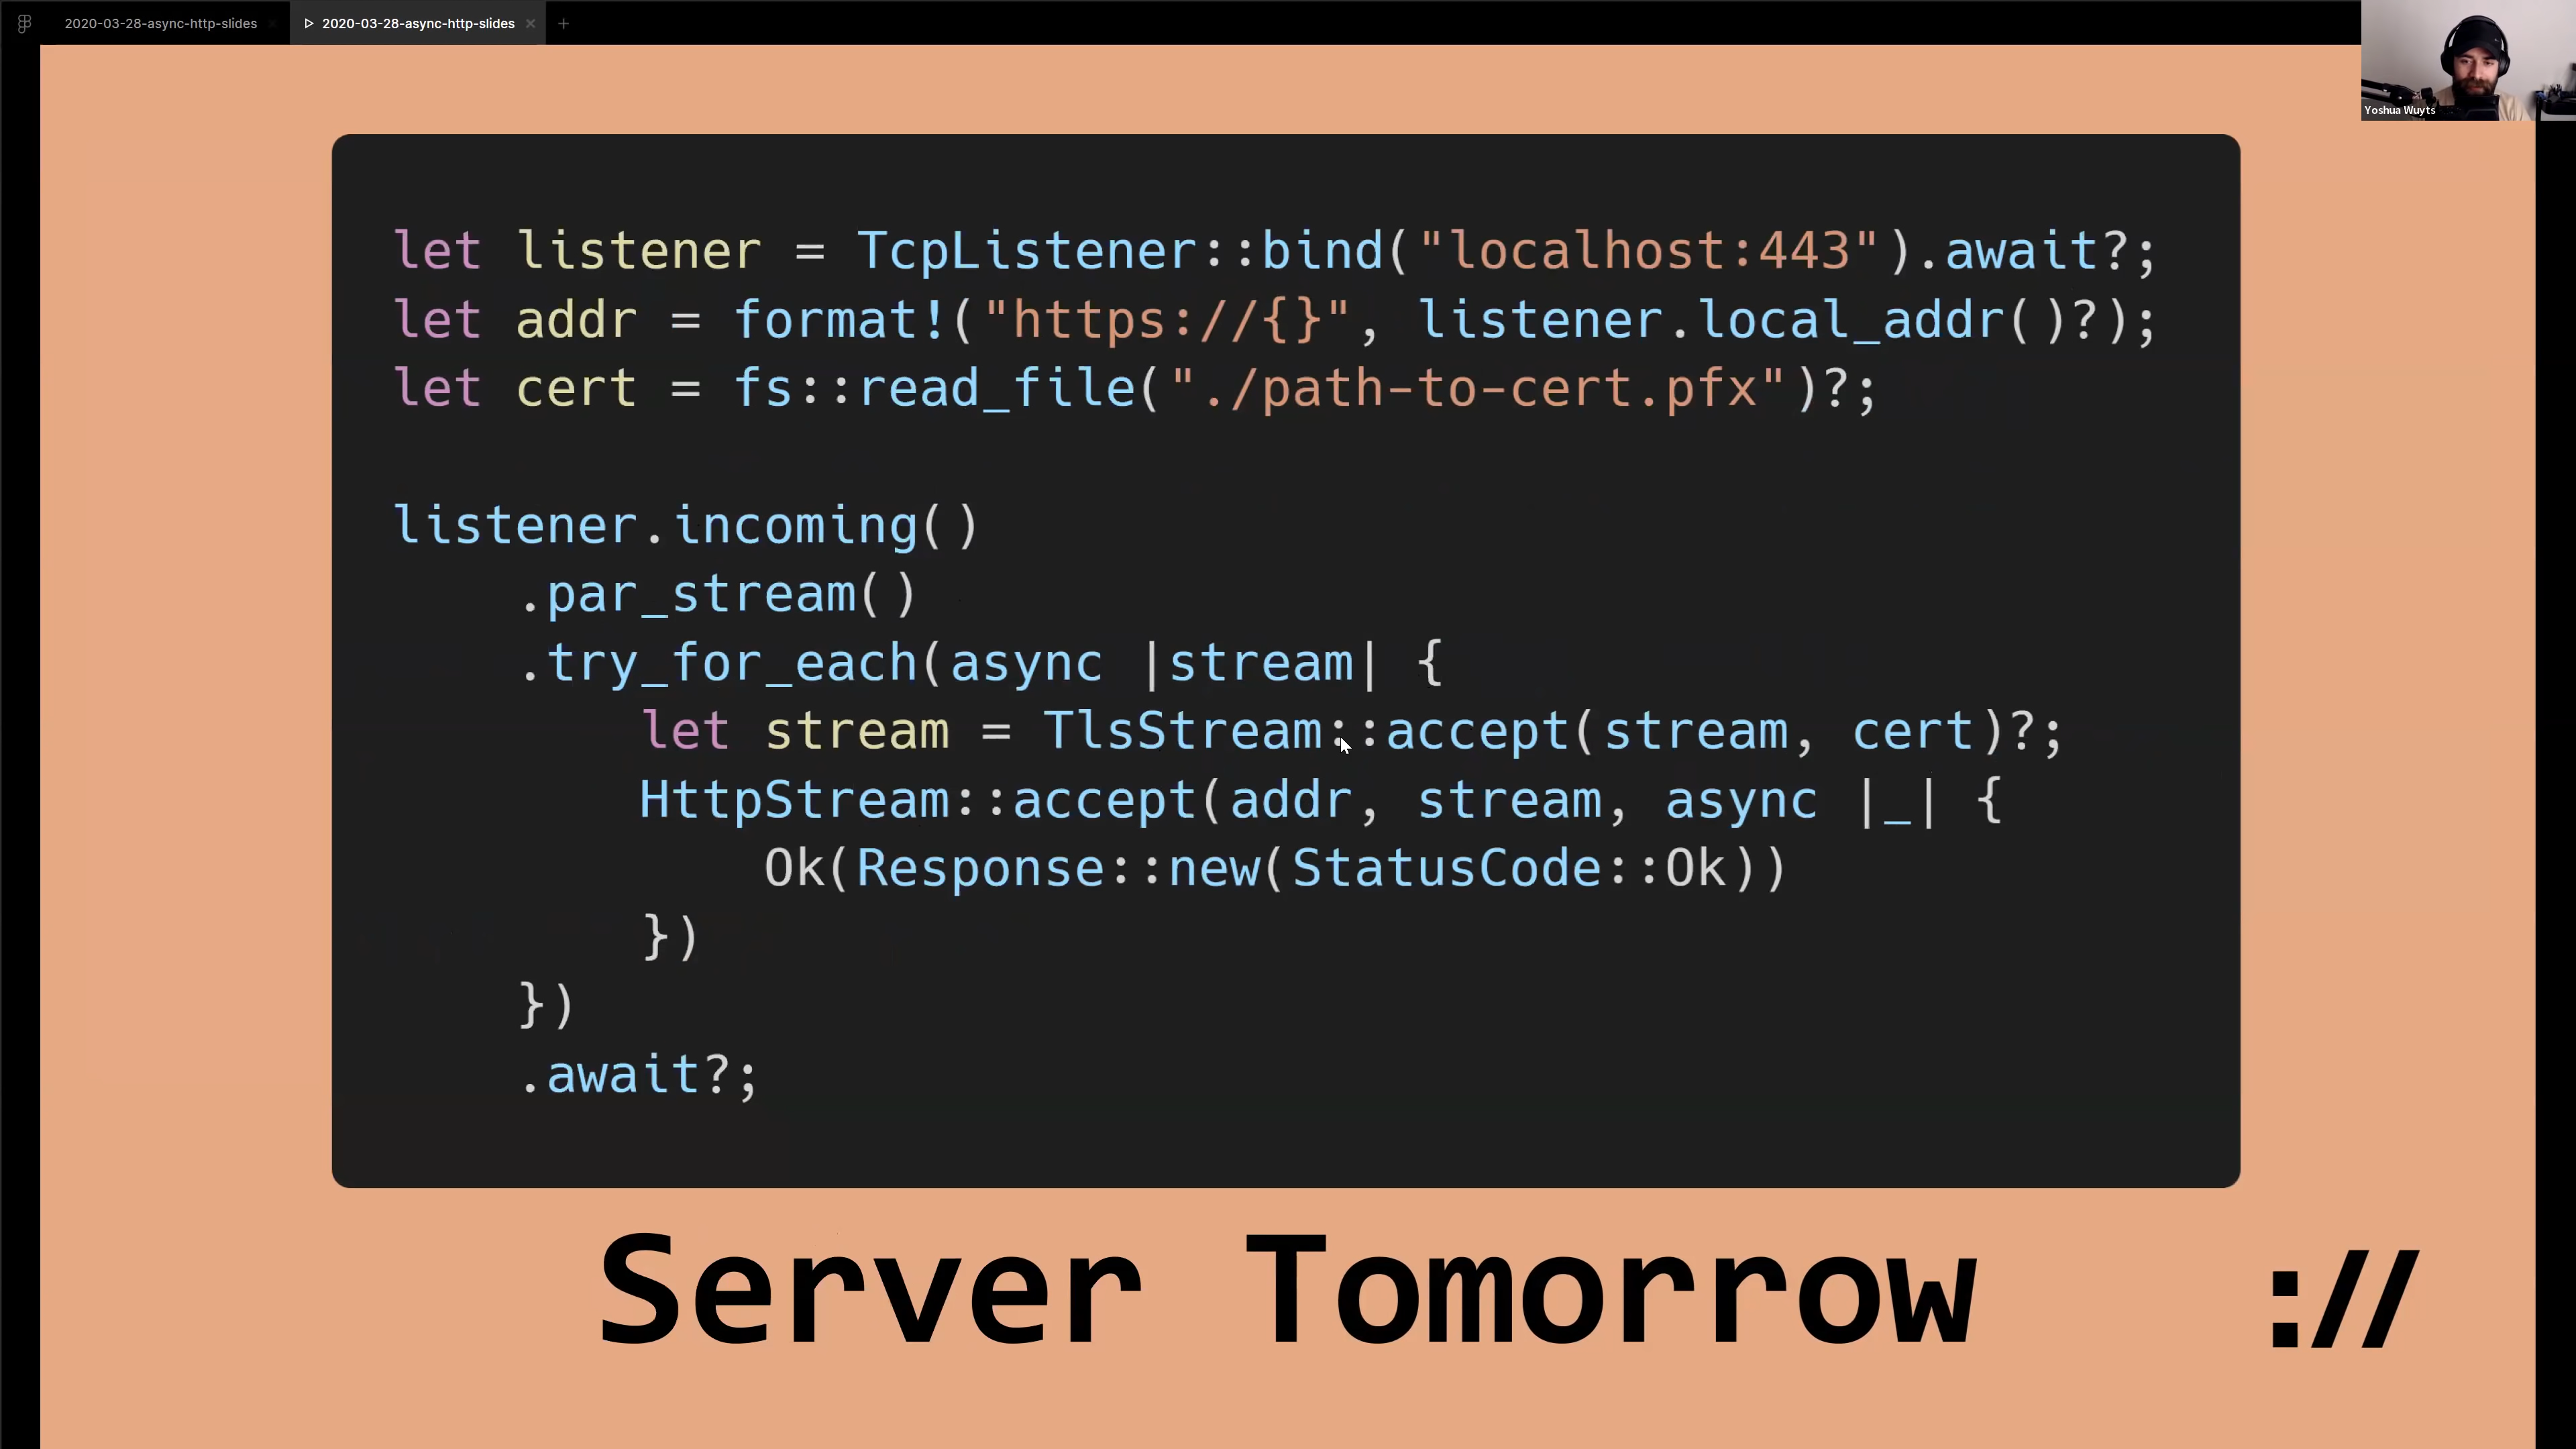 2020-03-28-async-http-slides
2020-03-28-async-http-slides
Yoshua Wuyts
let listener = TcpListener::bind("localhost:443").await?;
let addr = format!("https://{}", listener.local_addr()?);
let cert = fs::read_file("./path-to-cert.pfx")?;
listener.incoming()
    .par_stream()
    .try_for_each(async |stream| {
        let stream = TlsStream::accept(stream, cert)?;
        HttpStream::accept(addr, stream, async |_| {
            Ok(Response::new(StatusCode::Ok))
        })
    })
    .await?;
Server Tomorrow
://